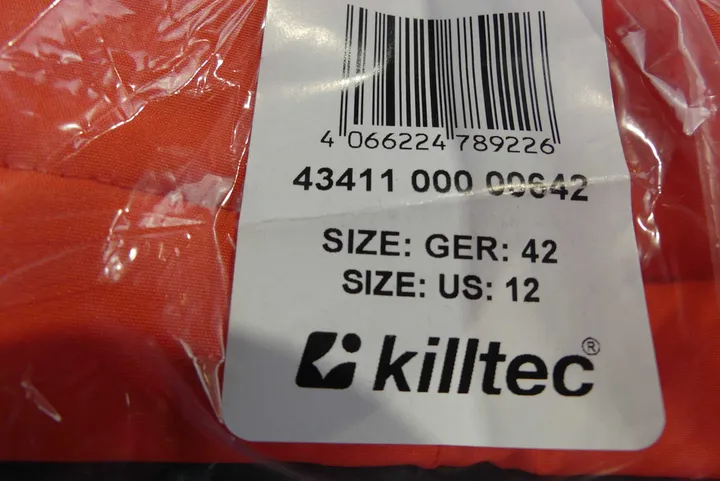 4 066224 789226
43411 000 00642
SIZE: GER: 42
SIZE: US: 12
killtec®